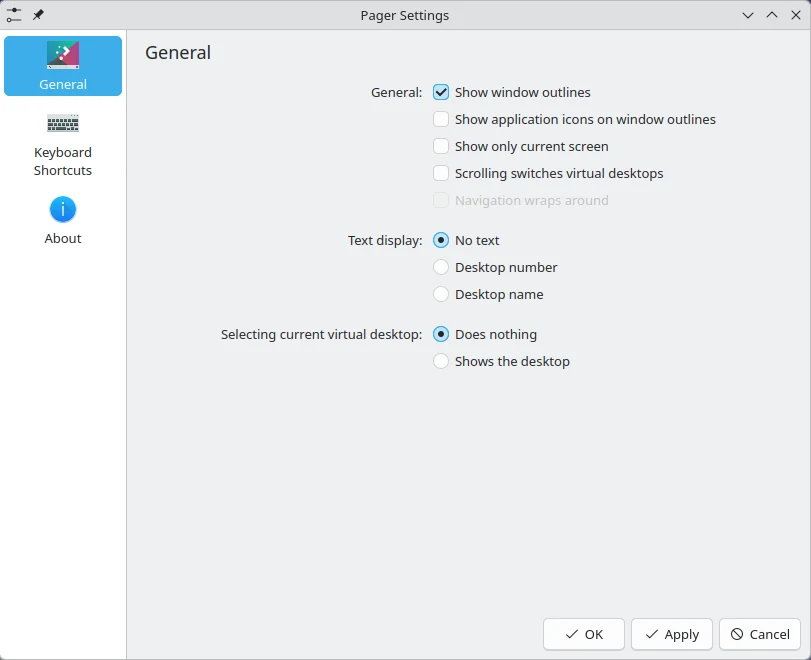 Pager Settings
General
General
Keyboard
Shortcuts
About
General:
Show window outlines
Show application icons on window outlines
Show only current screen
Scrolling switches virtual desktops
Navigation wraps around
Text display:
No text
Desktop number
Desktop name
Selecting current virtual desktop:
Does nothing
Shows the desktop
OK
Apply
Cancel